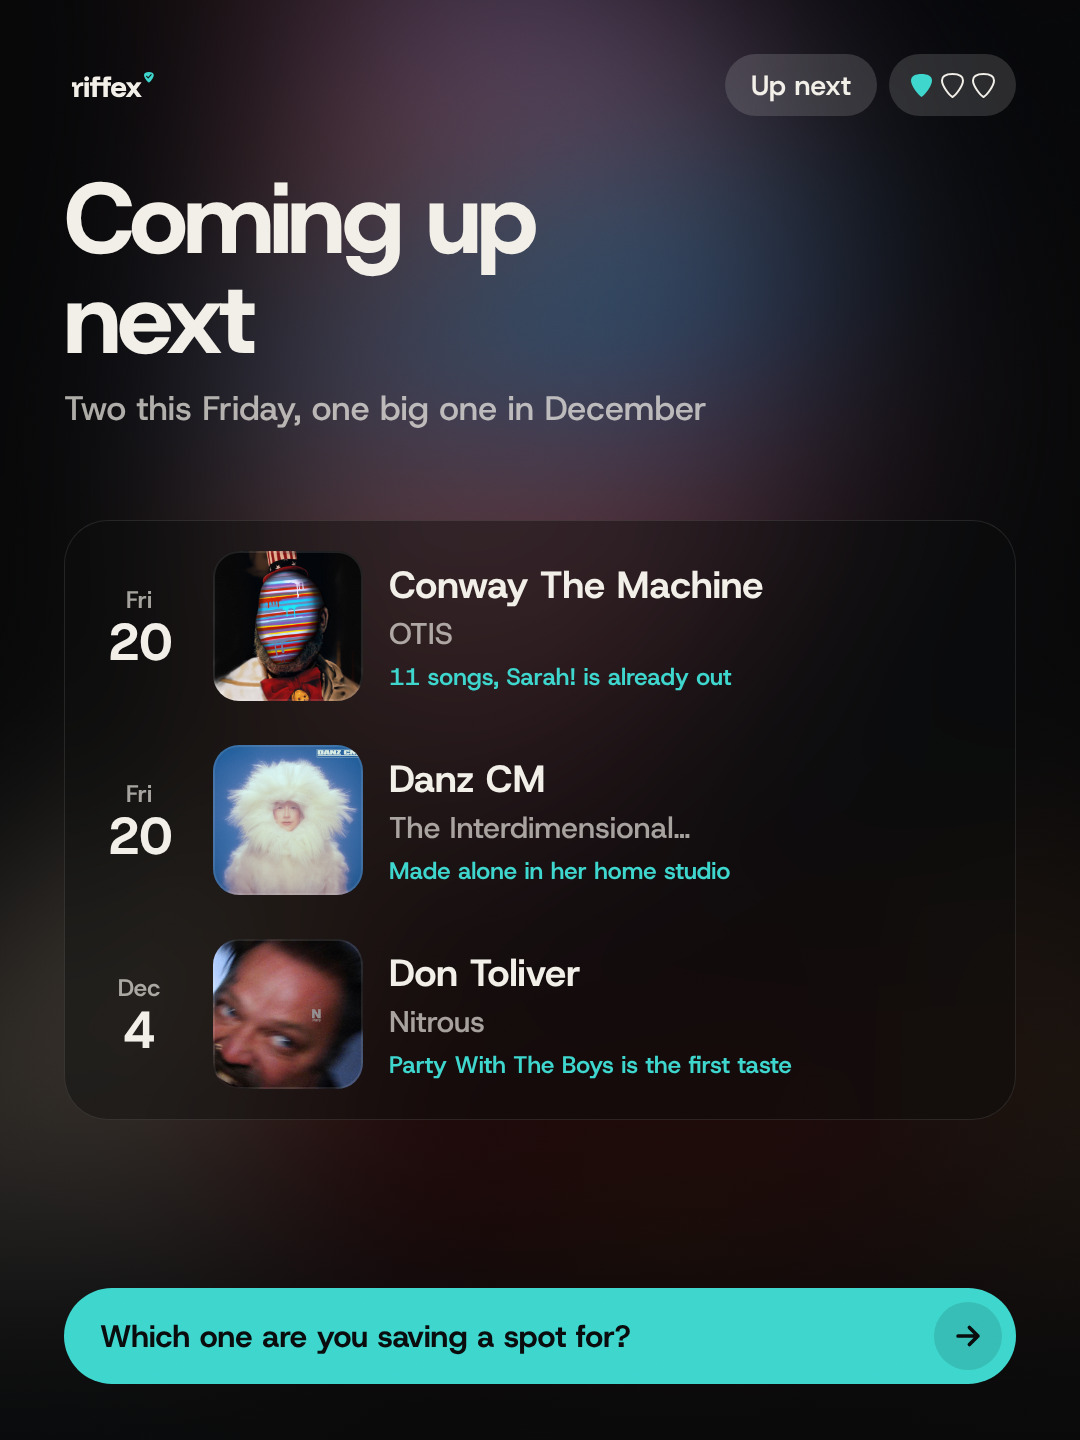 riffex
Up next
Coming up
next
Two this Friday, one big one in December
Fri
20
Conway The Machine
OTIS
11 songs, Sarah! is already out
DANZ CM
Fri
20
Danz CM
The Interdimensional...
Made alone in her home studio
Dec
4
N
Don Toliver
Nitrous
Party With The Boys is the first taste
Which one are you saving a spot for?